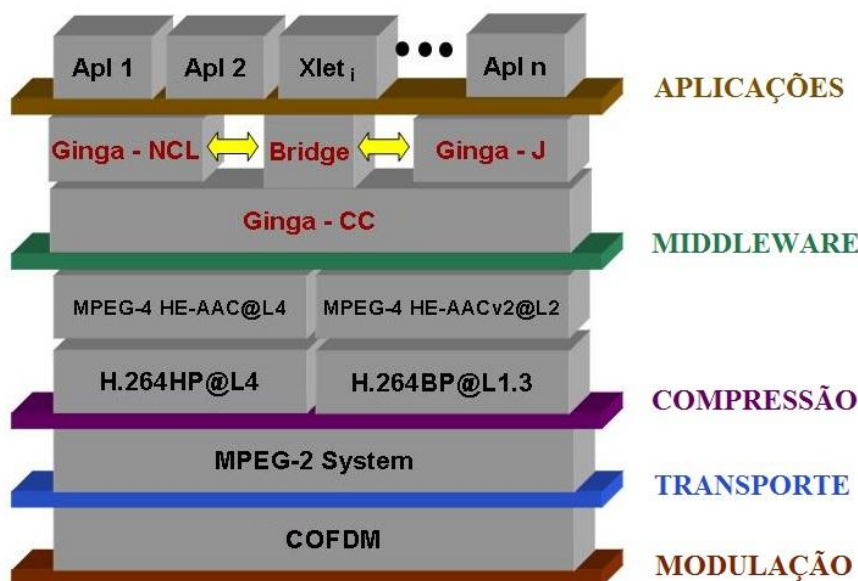 Apl 1
Apl 2
Xlet i
Apl n
APLICAÇÕES
Ginga - NCL
Bridge
Ginga - J
Ginga - CC
MIDDLEWARE
MPEG-4 HE-AAC@L4
MPEG-4 HE-AACv2@L2
H.264HP@L4
H.264BP@L1.3
COMPRESSÃO
MPEG-2 System
TRANSPORTE
COFDM
MODULAÇÃO